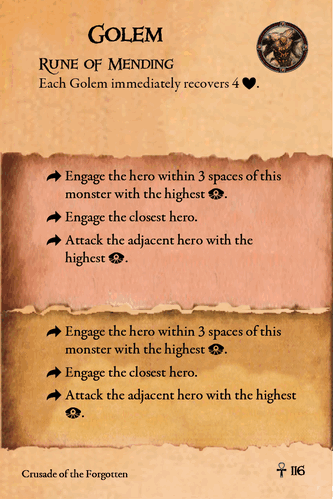 Golem
Rune of Mending
Each Golem immediately recovers 4 ♥.
Engage the hero within 3 spaces of this
monster with the highest .
Engage the closest hero.
Attack the adjacent hero with the
highest .
Engage the hero within 3 spaces of this
monster with the highest .
Engage the closest hero.
Attack the adjacent hero with the highest
.
Crusade of the Forgotten
116